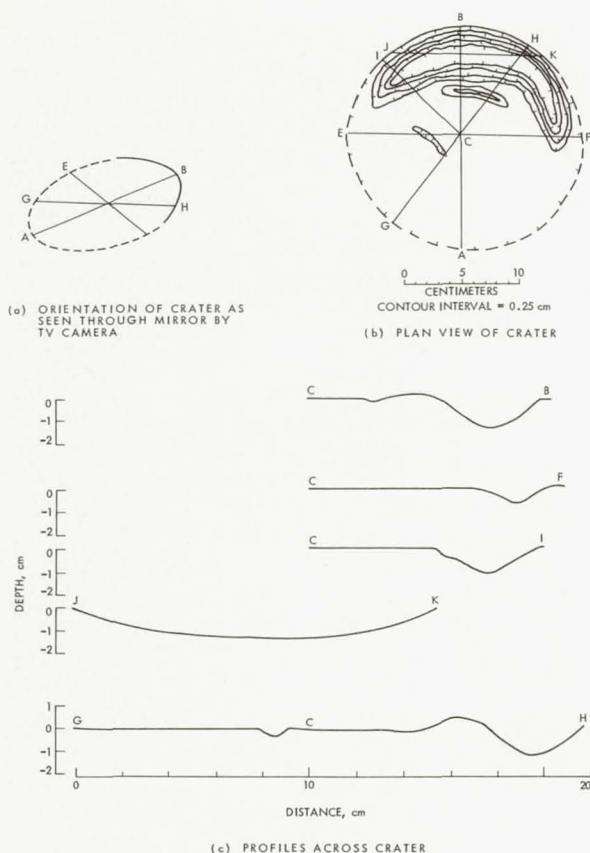 E
B
G
H
A
(a) ORIENTATION OF CRATER AS
SEEN THROUGH MIRROR BY
TV CAMERA
B
H
J
I
K
E
F
C
G
A
0 5 10
CENTIMETERS
CONTOUR INTERVAL = 0.25 cm
(b) PLAN VIEW OF CRATER
DEPTH, cm
C B
0
-1
-2
C F
0
-1
-2
C I
0
-1
-2
J K
0
-1
-2
G C H
1
0
-1
-2
0 10 20
DISTANCE, cm
(c) PROFILES ACROSS CRATER